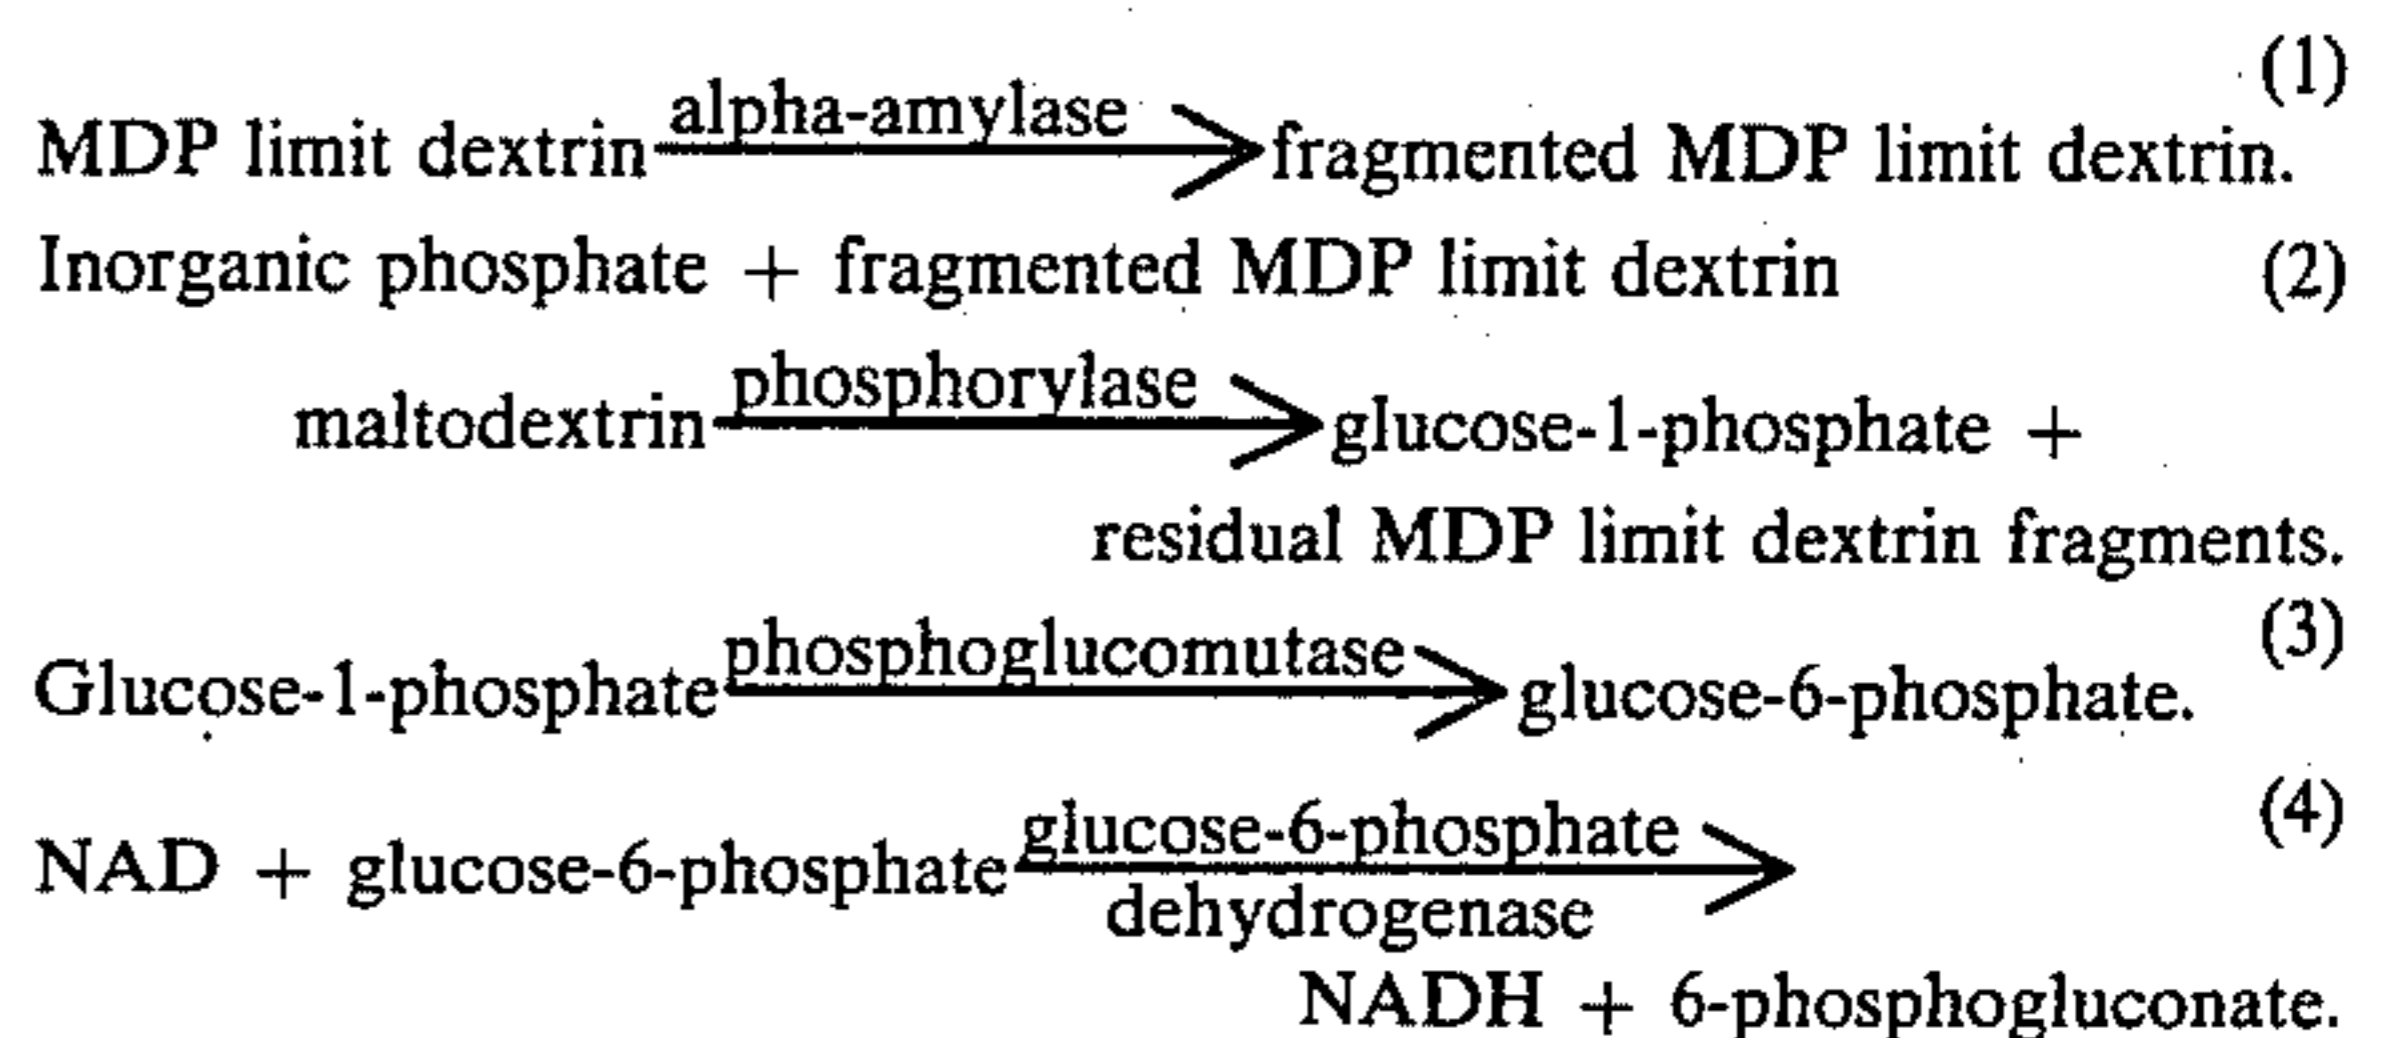 (1)
alpha-amylase
MDP limit dextrin fragmented MDP limit dextrin.
Inorganic phosphate + fragmented MDP limit dextrin (2)
phosphorylase
maltodextrin glucose-1-phosphate +
residual MDP limit dextrin fragments.
(3)
phosphoglucomutase
Glucose-1-phosphate glucose-6-phosphate.
(4)
glucose-6-phosphate
NAD + glucose-6-phosphate
dehydrogenase
NADH + 6-phosphogluconate.